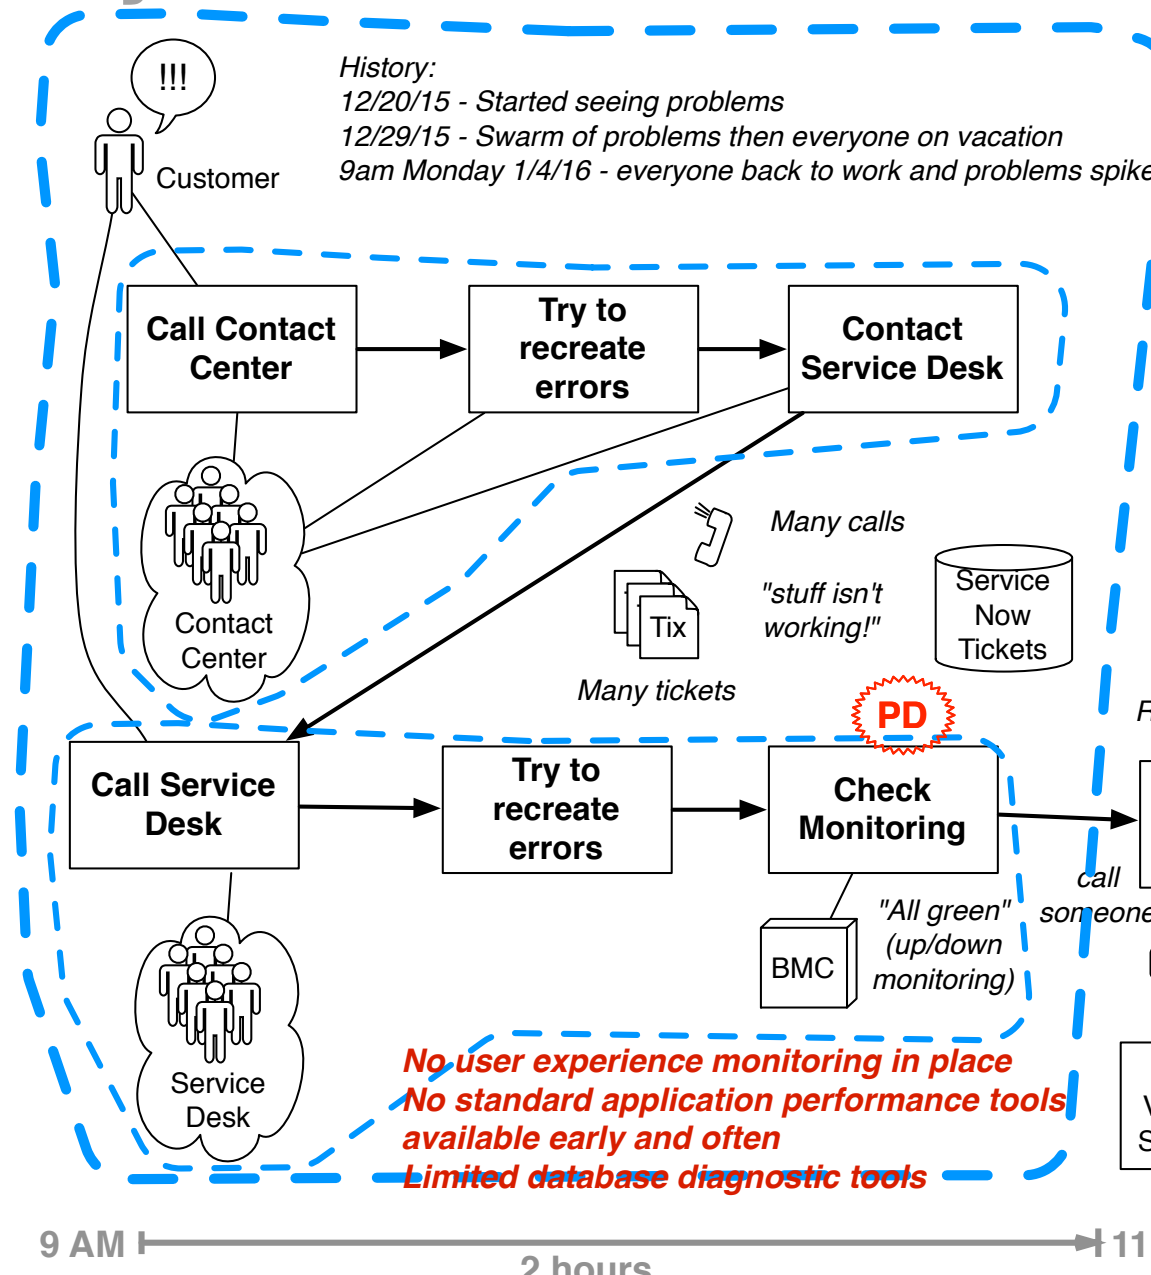 !!!
Customer
History:
12/20/15 - Started seeing problems
12/29/15 - Swarm of problems then everyone on vacation
9am Monday 1/4/16 - everyone back to work and problems spike
Call Contact
Center
Try to
recreate
errors
Contact
Service Desk
Contact
Center
Many calls
"stuff isn't
working!"
Tix
Many tickets
Service
Now
Tickets
PD
Call Service
Desk
Try to
recreate
errors
Check
Monitoring
call
someone
BMC
"All green"
(up/down
monitoring)
Service
Desk
No user experience monitoring in place
No standard application performance tools
available early and often
Limited database diagnostic tools
9 AM
2 hours
11